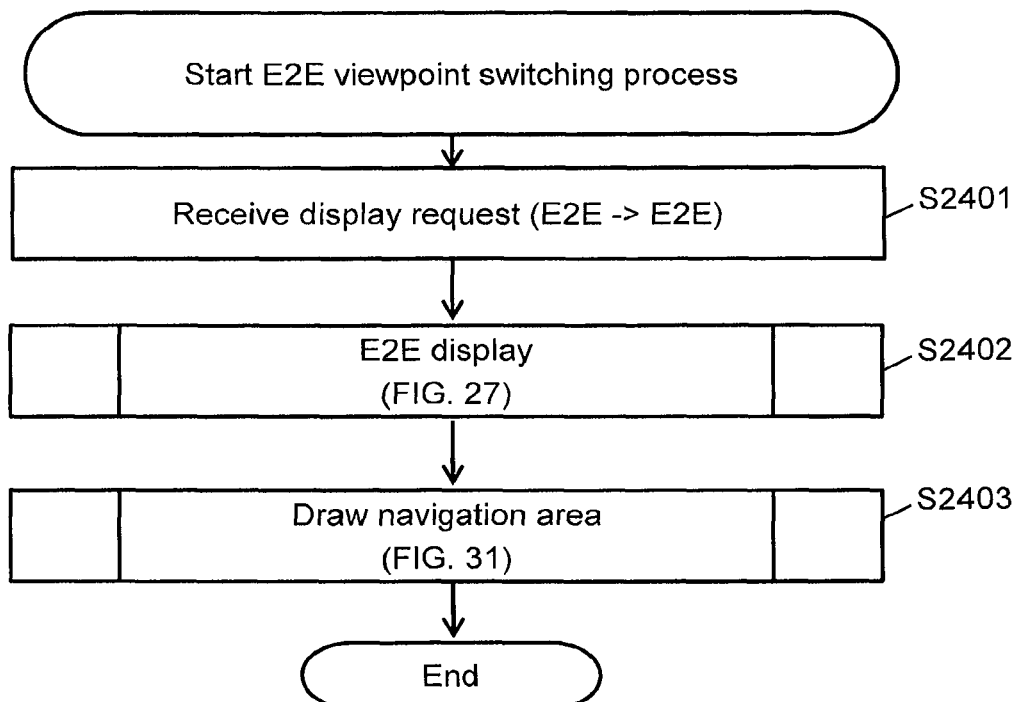 Start E2E viewpoint switching process
Receive display request (E2E -> E2E)
S2401
E2E display
(FIG. 27)
S2402
Draw navigation area
(FIG. 31)
S2403
End